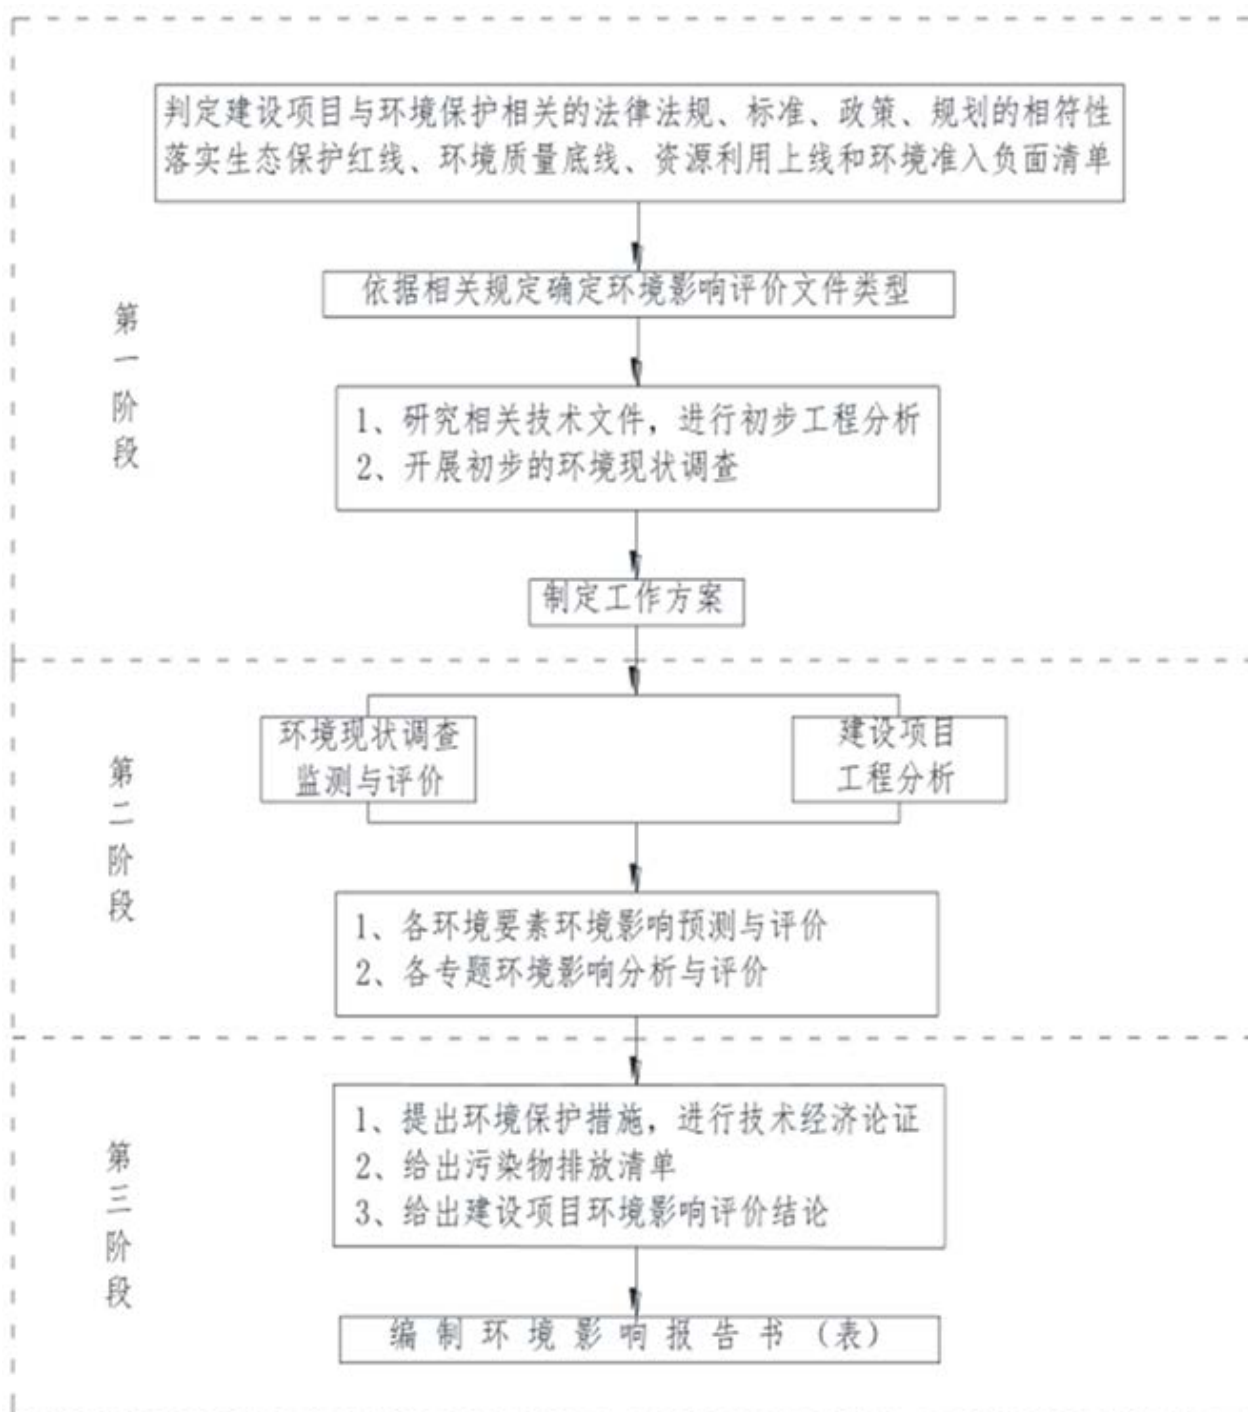 判定建设项目与环境保护相关的法律法规、标准、政策、规划的相符性
落实生态保护红线、环境质量底线、资源利用上线和环境准入负面清单
依据相关规定确定环境影响评价文件类型
第一阶段
1、研究相关技术文件，进行初步工程分析
2、开展初步的环境现状调查
制定工作方案
环境现状调查
监测与评价
建设项目
工程分析
第二阶段
1、各环境要素环境影响预测与评价
2、各专题环境影响分析与评价
1、提出环境保护措施，进行技术经济论证
2、给出污染物排放清单
3、给出建设项目环境影响评价结论
第三阶段
编制环境影响报告书（表）